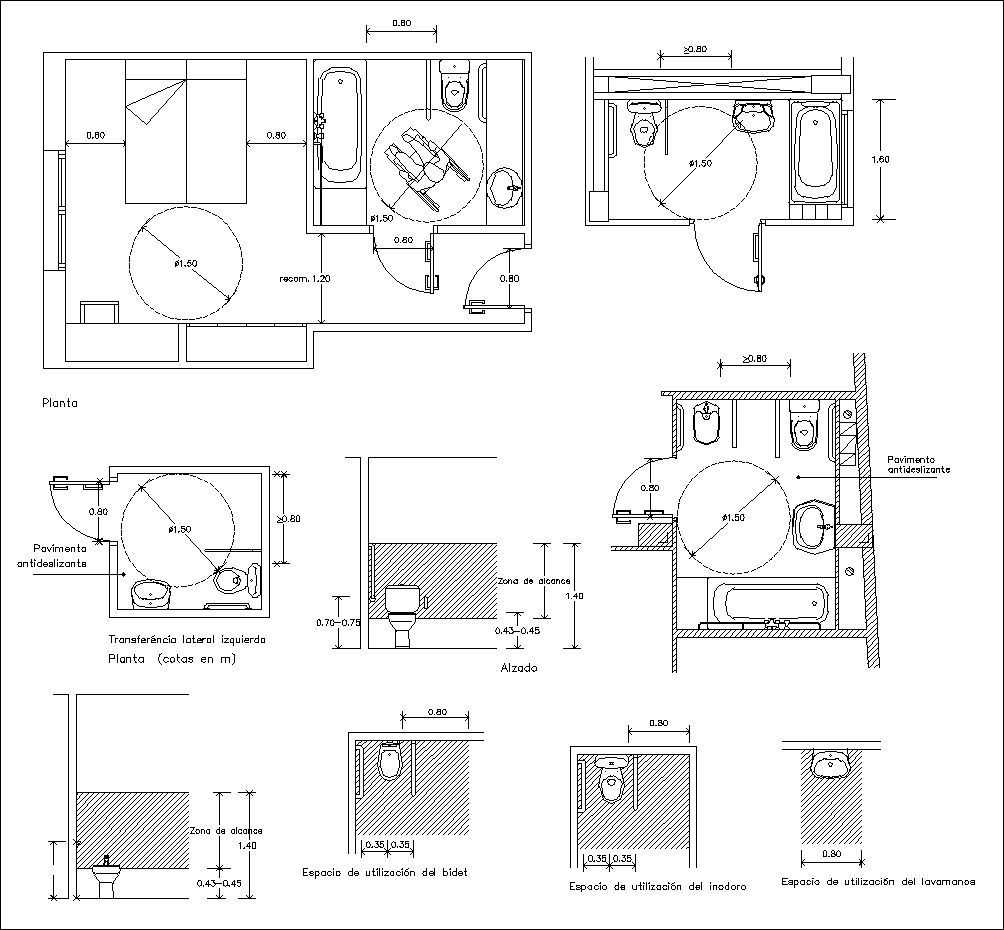 0.80
≥0.80
0.80
0.80
ø1.50
1.60
ø1.50
0.80
ø1.50
recom. 1.20
0.80
≥0.80
Planta
Pavimento
antideslizante
0.80
ø1.50
0.80
ø1.50
≥0.80
Pavimento
antideslizante
Zona de alcance
1.40
0.70-0.75
0.43-0.45
Transferéncia lateral izquierda
Planta (cotas en m)
Alzado
0.80
0.80
Zona de alcance
1.40
0.35 0.35
0.35 0.35
0.80
0.43-0.45
Espacio de utilización del bidet
Espacio de utilización del inodoro
Espacio de utilización del lavamanos